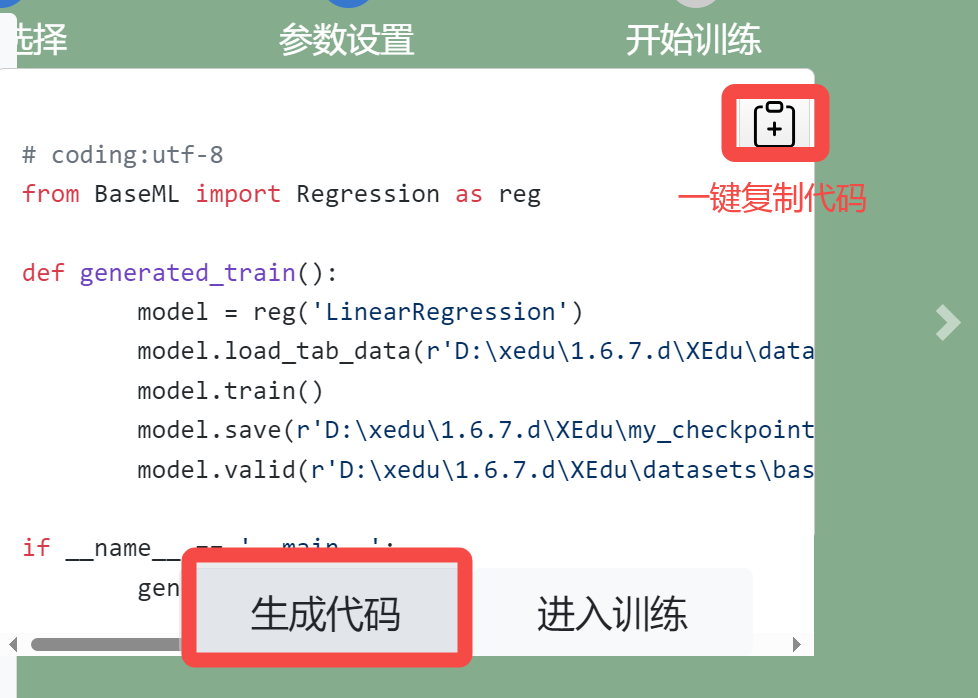 选择 参数设置 开始训练
# coding:utf-8
from BaseML import Regression as reg
一键复制代码
def generated_train():
model = reg('LinearRegression')
model.load_tab_data(r'D:\xedu\1.6.7.d\XEdu\data
model.train()
model.save(r'D:\xedu\1.6.7.d\XEdu\my_checkpoint
model.valid(r'D:\xedu\1.6.7.d\XEdu\datasets\bas
if __name__ == '__main__':
gen
生成代码 进入训练